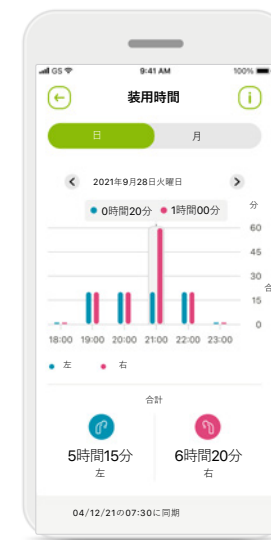 GS 9:41 AM 100%
装用時間
日 月
2021年9月28日火曜日
0時間20分 1時間00分
分
60
45
30
合
15
0
18:00 19:00 20:00 21:00 22:00 23:00
左 右
合計
5時間15分 6時間20分
左 右
04/12/21の07:30に同期